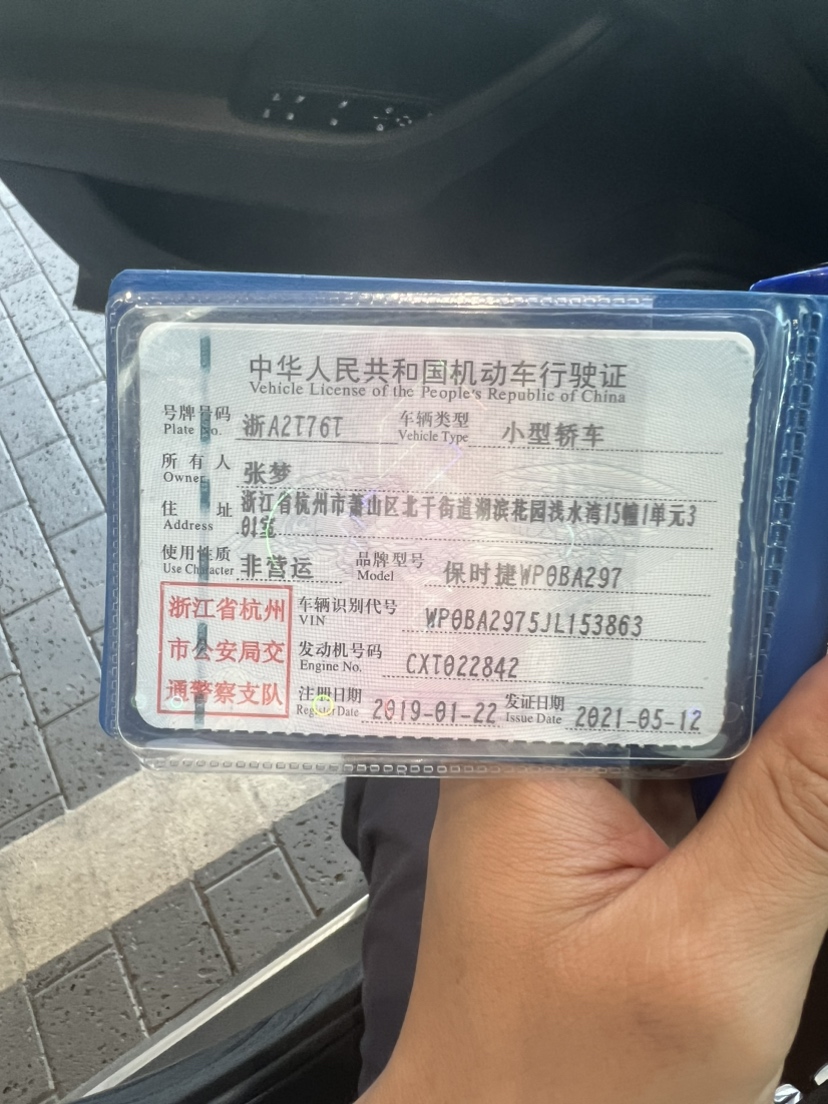 中华人民共和国机动车行驶证
Vehicle License of the People's Republic of China
号牌号码 浙A2T76T 车辆类型 小型轿车
Plate No. Vehicle Type
所有人 张梦
Owner
住址 浙江省杭州市萧山区北干街道湖滨花园浅水湾15幢1单元3
Address 01室
使用性质 非营运 品牌型号 保时捷WP0BA297
Use Character Model
浙江省杭州 车辆识别代号 WP0BA2975JL153863
VIN
市公安局交 发动机号码 CXT022842
Engine No.
通警察支队 注册日期 2019-01-22 发证日期 2021-05-12
Register Date Issue Date